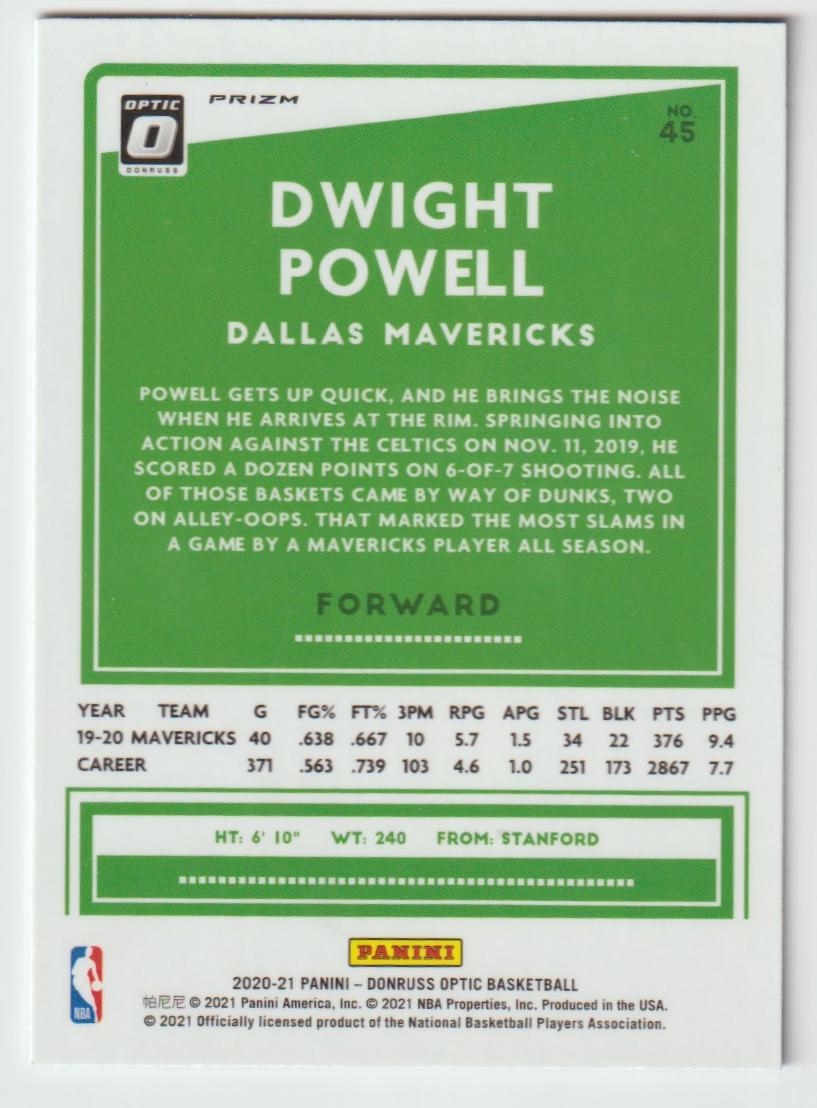 OPTIC
O
DONRUSS
PRIZM
NO.
45
DWIGHT
POWELL
DALLAS MAVERICKS
POWELL GETS UP QUICK, AND HE BRINGS THE NOISE
WHEN HE ARRIVES AT THE RIM. SPRINGING INTO
ACTION AGAINST THE CELTICS ON NOV. 11, 2019, HE
SCORED A DOZEN POINTS ON 6-OF-7 SHOOTING. ALL
OF THOSE BASKETS CAME BY WAY OF DUNKS, TWO
ON ALLEY-OOPS. THAT MARKED THE MOST SLAMS IN
A GAME BY A MAVERICKS PLAYER ALL SEASON.
FORWARD
YEAR TEAM G FG% FT% 3PM RPG APG STL BLK PTS PPG
19-20 MAVERICKS 40 .638 .667 10 5.7 1.5 34 22 376 9.4
CAREER 371 .563 .739 103 4.6 1.0 251 173 2867 7.7
HT: 6' 10" WT: 240 FROM: STANFORD
PANINI
NBA
2020-21 PANINI – DONRUSS OPTIC BASKETBALL
帕尼尼 © 2021 Panini America, Inc. © 2021 NBA Properties, Inc. Produced in the USA.
© 2021 Officially licensed product of the National Basketball Players Association.